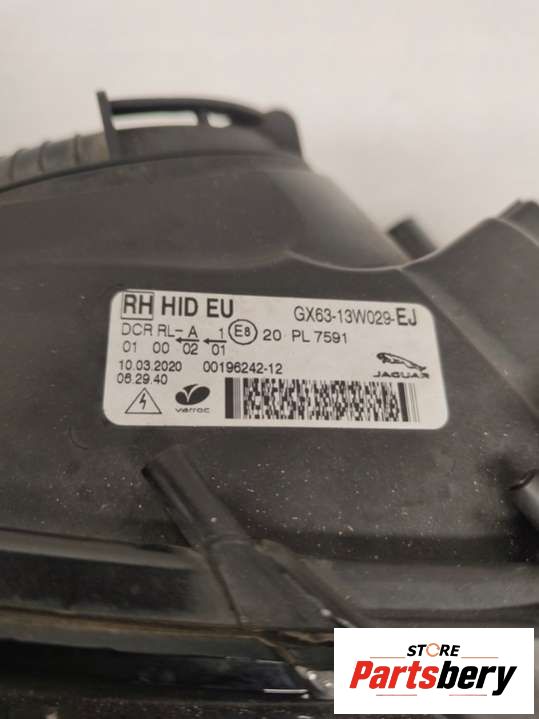 RH HID EU GX63-13W029-EJ
DCR RL-A 1 E8 20 PL 7591
01 00 02 01
10.03.2020 00196242-12
06.29.40
varroc
JAGUAR
STORE
Partsbery